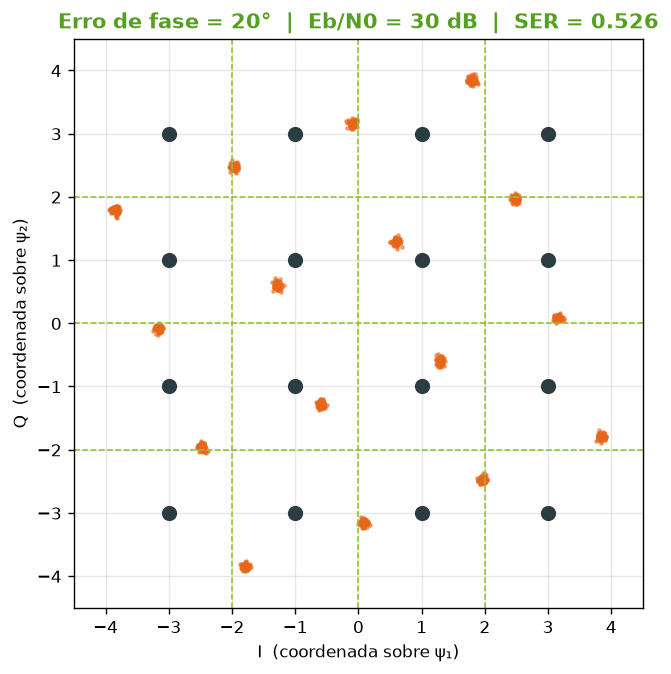 Erro de fase = 20° | Eb/N0 = 30 dB | SER = 0.526
4
3
2
1
0
−1
−2
−3
−4
Q (coordenada sobre ψ₂)
−4 −3 −2 −1 0 1 2 3 4
I (coordenada sobre ψ₁)